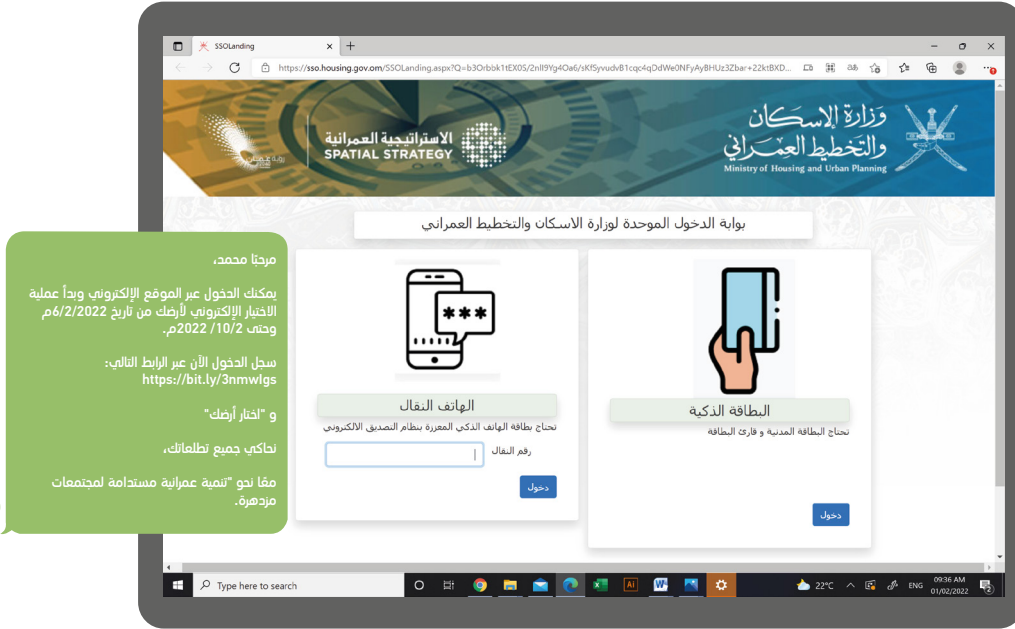 SSOLanding
https://sso.housing.gov.om/SSOLanding.aspx?Q=b3Orbbk1tEX0S/2nII9Yg4Oa6/sKfSyvudvB1cqc4qDdWe0NFyAyBHUz3Zbar+22ktBXD...
وزارة الإسكان
والتخطيط العمراني
Ministry of Housing and Urban Planning
الاستراتيجية العمرانية
SPATIAL STRATEGY
بوابة الدخول الموحدة لوزارة الاسكان والتخطيط العمراني
البطاقة الذكية
تحتاج البطاقة المدنية و قارئ البطاقة
دخول
الهاتف النقال
تحتاج بطاقة الهاتف الذكي المعززة بنظام التصديق الالكتروني
رقم النقال
دخول
مرحبًا محمد،
يمكنك الدخول عبر الموقع الإلكتروني وبدأ عملية
الاختيار الإلكتروني لأرضك من تاريخ 6/2/2022م
وحتى 10/2/ 2022م.
سجل الدخول الآن عبر الرابط التالي:
https://bit.ly/3nmwIgs
و "اختار أرضك"
نحاكي جميع تطلعاتك،
معًا نحو "تنمية عمرانية مستدامة لمجتمعات
مزدهرة.
Type here to search
22°C
ENG
09:36 AM
01/02/2022